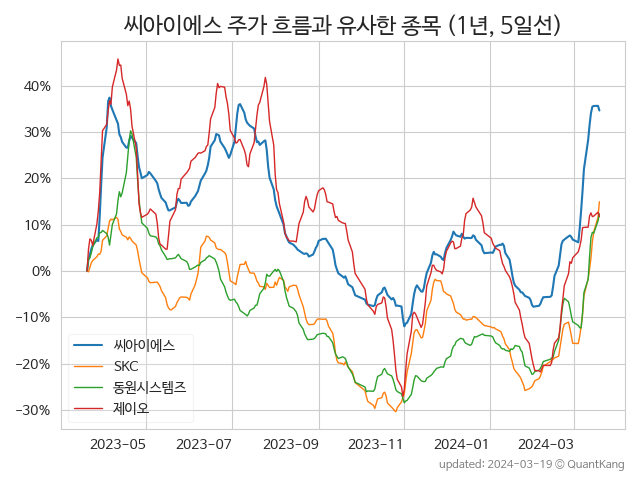 씨아이에스 주가 흐름과 유사한 종목 (1년, 5일선)
40%
30%
20%
10%
0%
-10%
-20%
-30%
씨아이에스
SKC
동원시스템즈
제이오
2023-05
2023-07
2023-09
2023-11
2024-01
2024-03
updated: 2024-03-19 © QuantKang